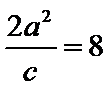 2a²/c = 8